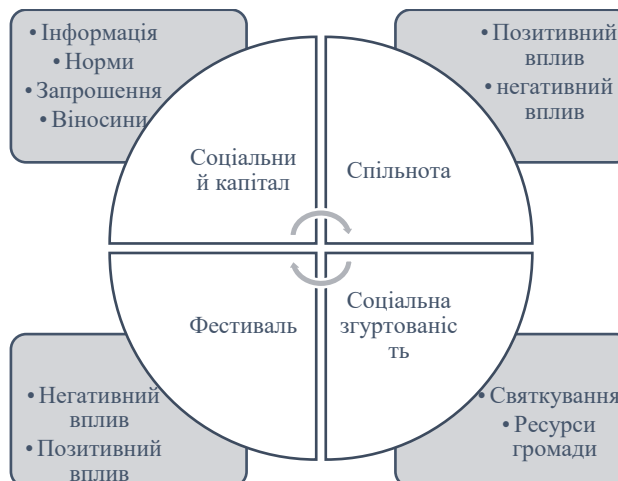 • Інформація
• Норми
• Запрошення
• Віносини
• Позитивний
вплив
• негативний
вплив
Соціальни
й капітал
Спільнота
Фестиваль
Соціальна
згуртованіс
ть
• Негативний
вплив
• Позитивний
вплив
• Святкування
• Ресурси
громади